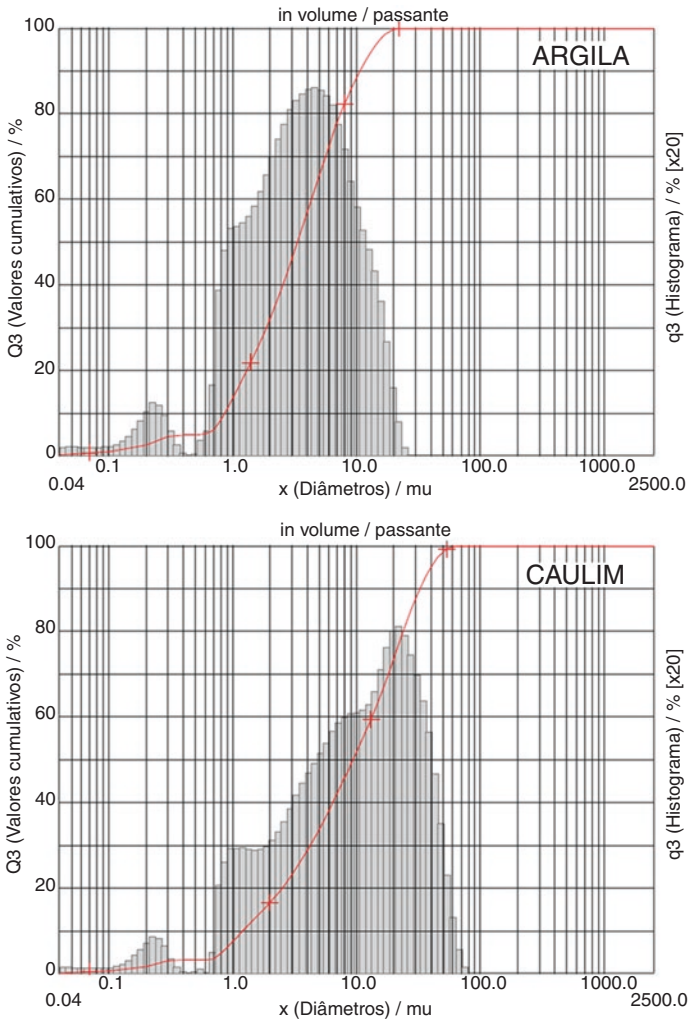 in volume / passante
ARGILA
Q3 (Valores cumulativos) / %
100
80
60
40
20
0
q3 (Histograma) / % [x20]
0.1 1.0 10.0 100.0 1000.0
0.04 2500.0
x (Diâmetros) / mu
in volume / passante
CAULIM
Q3 (Valores cumulativos) / %
100
80
60
40
20
0
q3 (Histograma) / % [x20]
0.1 1.0 10.0 100.0 1000.0
0.04 2500.0
x (Diâmetros) / mu